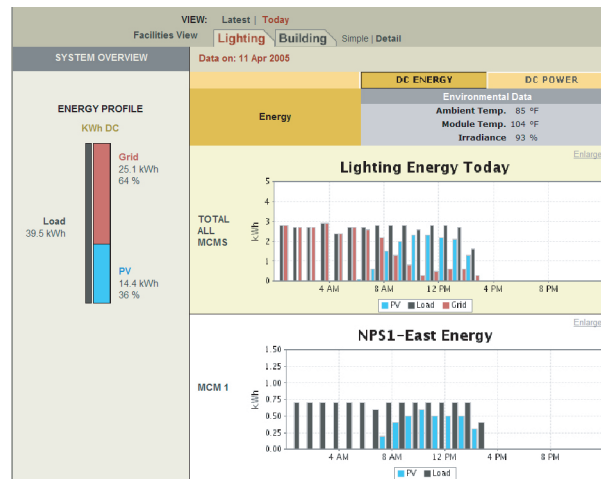 VIEW: Latest | Today
Facilities View Lighting Building Simple | Detail
SYSTEM OVERVIEW
Data on: 11 Apr 2005
ENERGY PROFILE
KWh DC
Grid
25.1 kWh
64 %
Load
39.5 kWh
PV
14.4 kWh
36 %
DC ENERGY DC POWER
Energy
Environmental Data
Ambient Temp. 85 °F
Module Temp. 104 °F
Irradiance 93 %
Enlarge
TOTAL
ALL
MCMS
Lighting Energy Today
kWh
5
4
3
2
1
0
4 AM 8 AM 12 PM 4 PM 8 PM
PV Load Grid
Enlarge
MCM 1
NPS1-East Energy
kWh
1.50
1.25
1.00
0.75
0.50
0.25
0.00
4 AM 8 AM 12 PM 4 PM 8 PM
PV Load